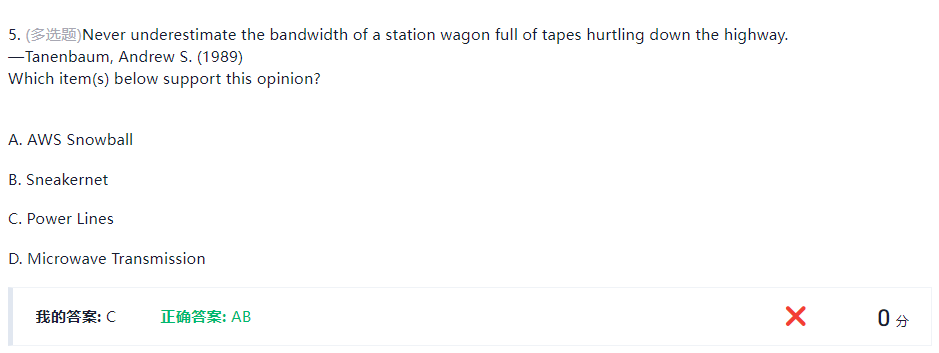 5. (多选题)Never underestimate the bandwidth of a station wagon full of tapes hurtling down the highway.
—Tanenbaum, Andrew S. (1989)
Which item(s) below support this opinion?
A. AWS Snowball
B. Sneakernet
C. Power Lines
D. Microwave Transmission
我的答案: C 正确答案: AB 0 分